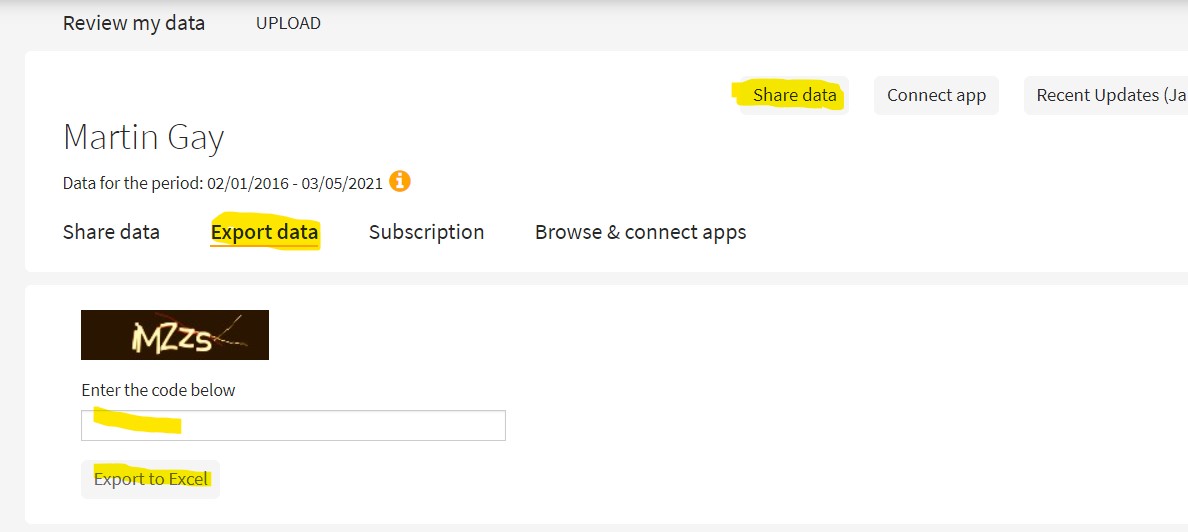 Review my data UPLOAD
Share data Connect app Recent Updates (Ja
Martin Gay
Data for the period: 02/01/2016 - 03/05/2021
Share data Export data Subscription Browse & connect apps
iMZzs
Enter the code below
Export to Excel